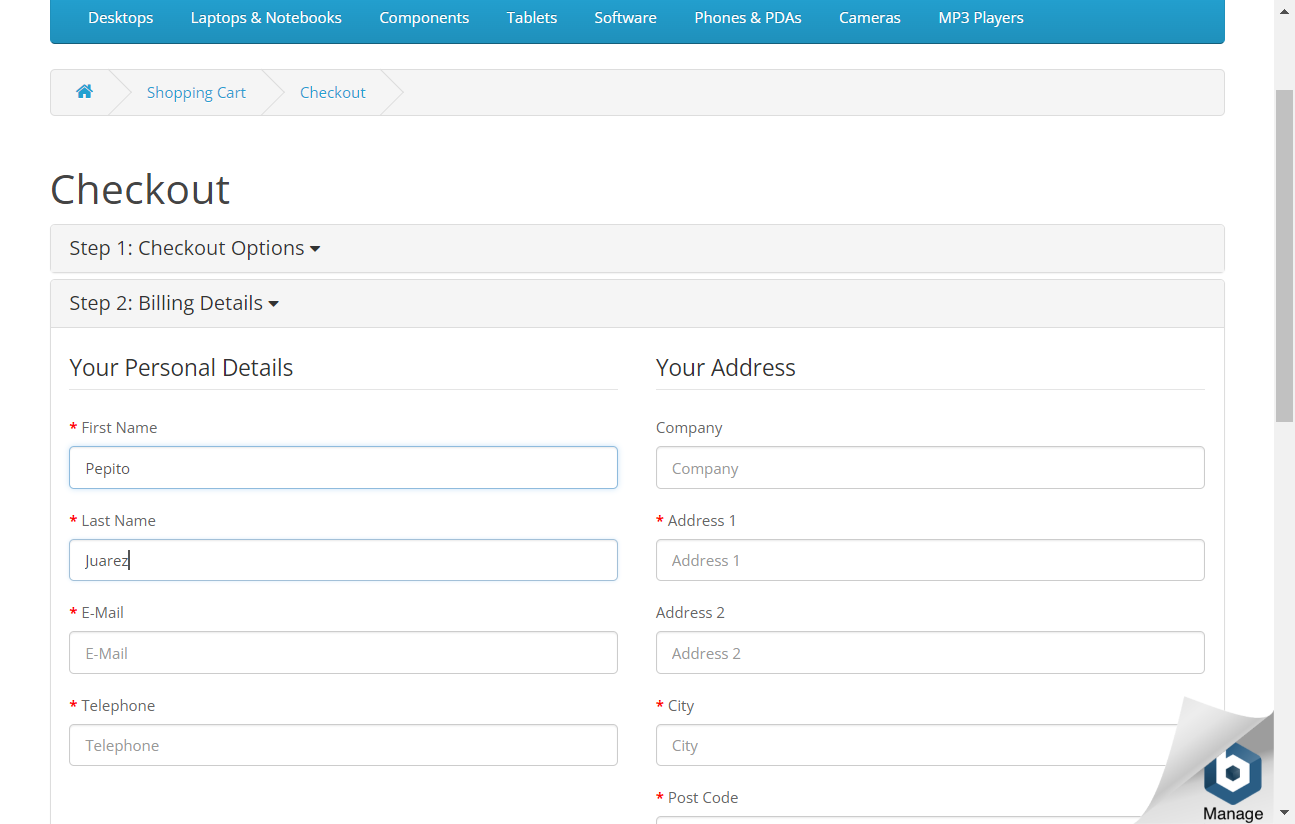 Desktops Laptops & Notebooks Components Tablets Software Phones & PDAs Cameras MP3 Players
Shopping Cart Checkout
Checkout
Step 1: Checkout Options
Step 2: Billing Details
Your Personal Details
* First Name
Pepito
* Last Name
Juarez
* E-Mail
E-Mail
* Telephone
Telephone
Your Address
Company
Company
* Address 1
Address 1
Address 2
Address 2
* City
City
* Post Code
Manage